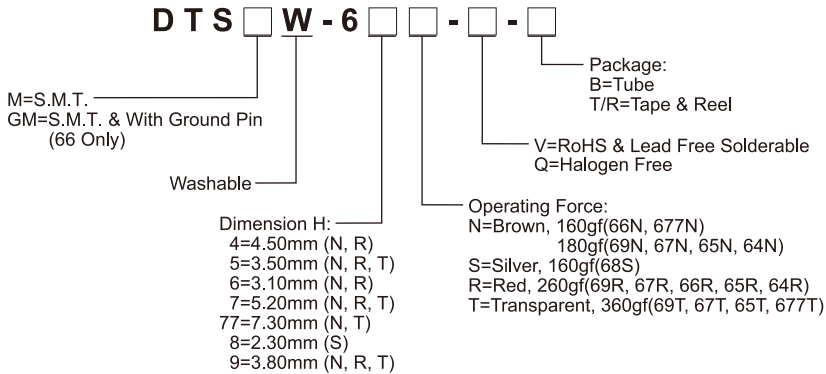 DTS□W-6□□-□-□
M=S.M.T.
GM=S.M.T. & With Ground Pin
(66 Only)
Washable
Dimension H:
4=4.50mm (N, R)
5=3.50mm (N, R, T)
6=3.10mm (N, R)
7=5.20mm (N, R, T)
77=7.30mm (N, T)
8=2.30mm (S)
9=3.80mm (N, R, T)
Package:
B=Tube
T/R=Tape & Reel
V=RoHS & Lead Free Solderable
Q=Halogen Free
Operating Force:
N=Brown, 160gf(66N, 677N)
180gf(69N, 67N, 65N, 64N)
S=Silver, 160gf(68S)
R=Red, 260gf(69R, 67R, 66R, 65R, 64R)
T=Transparent, 360gf(69T, 67T, 65T, 677T)